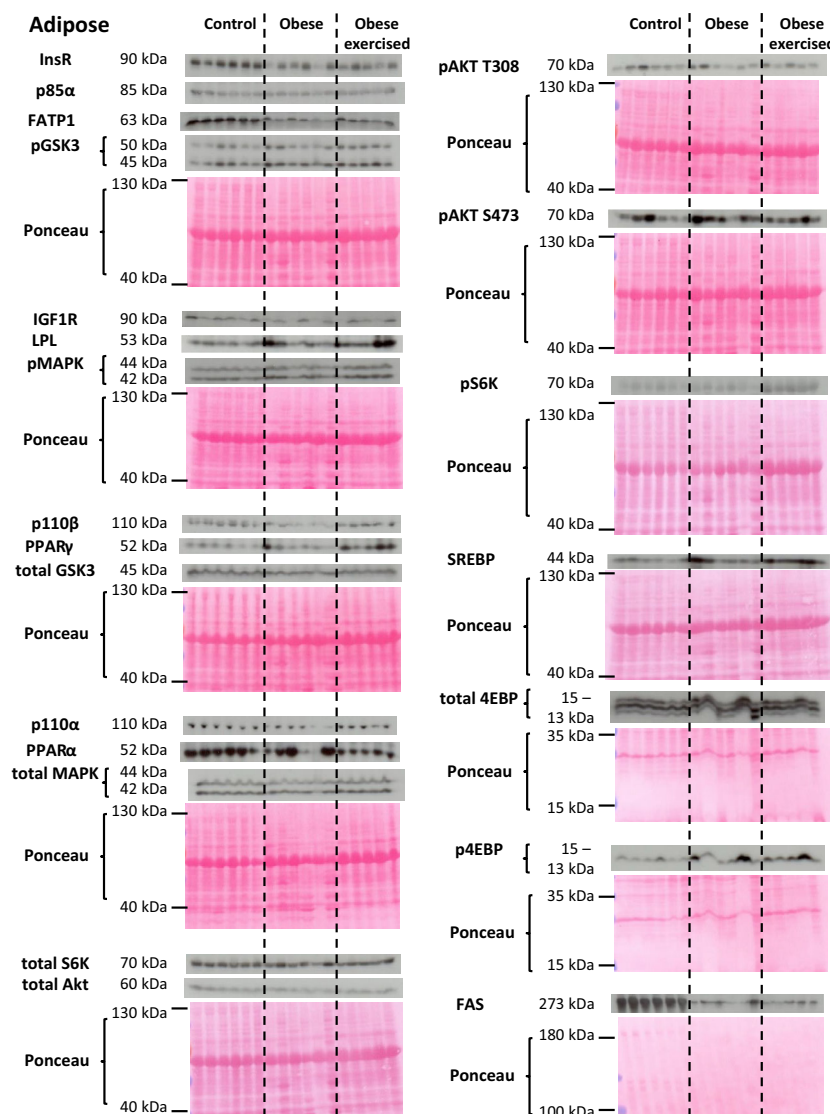 Adipose
Control
Obese
Obese
exercised
InsR 90 kDa
p85α 85 kDa
FATP1 63 kDa
pGSK3 50 kDa
45 kDa
130 kDa
Ponceau
40 kDa
IGF1R 90 kDa
LPL 53 kDa
pMAPK 44 kDa
42 kDa
130 kDa
Ponceau
40 kDa
p110β 110 kDa
PPARγ 52 kDa
total GSK3 45 kDa
130 kDa
Ponceau
40 kDa
p110α 110 kDa
PPARα 52 kDa
total MAPK 44 kDa
42 kDa
130 kDa
Ponceau
40 kDa
total S6K 70 kDa
total Akt 60 kDa
130 kDa
Ponceau
40 kDa
Control
Obese
Obese
exercised
pAKT T308 70 kDa
130 kDa
Ponceau
40 kDa
pAKT S473 70 kDa
130 kDa
Ponceau
40 kDa
pS6K 70 kDa
130 kDa
Ponceau
40 kDa
SREBP 44 kDa
130 kDa
Ponceau
40 kDa
total 4EBP 15 –
13 kDa
35 kDa
Ponceau
15 kDa
p4EBP 15 –
13 kDa
35 kDa
Ponceau
15 kDa
FAS 273 kDa
180 kDa
Ponceau
100 kDa